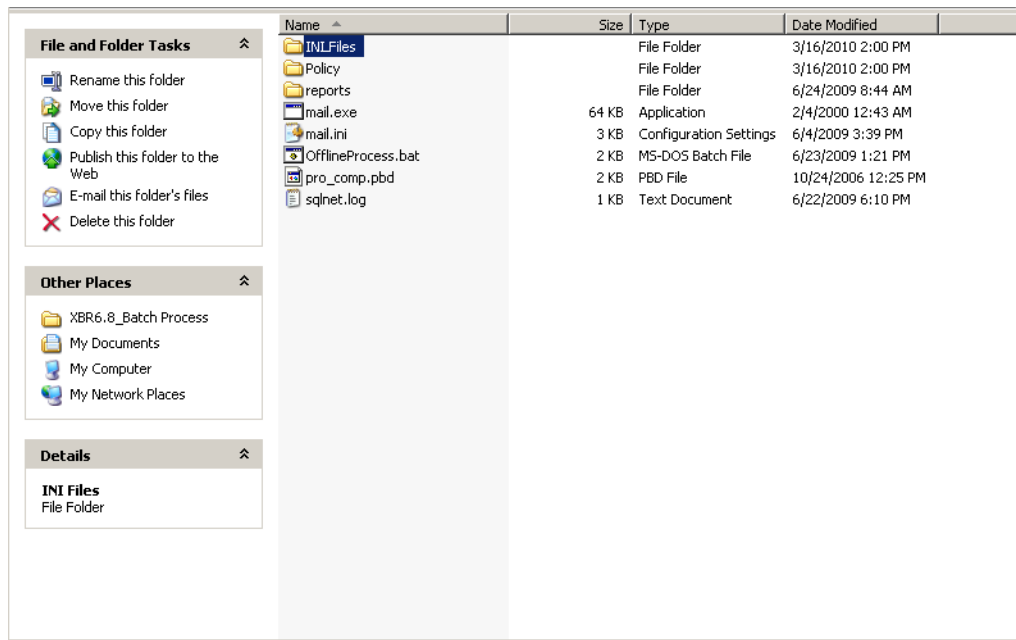 File and Folder Tasks
Rename this folder
Move this folder
Copy this folder
Publish this folder to the
Web
E-mail this folder's files
Delete this folder
Other Places
XBR6.8_Batch Process
My Documents
My Computer
My Network Places
Details
INI Files
File Folder
Name Size Type Date Modified
INI_Files File Folder 3/16/2010 2:00 PM
Policy File Folder 3/16/2010 2:00 PM
reports File Folder 6/24/2009 8:44 AM
mail.exe 64 KB Application 2/4/2000 12:43 AM
mail.ini 3 KB Configuration Settings 6/4/2009 3:39 PM
OfflineProcess.bat 2 KB MS-DOS Batch File 6/23/2009 1:21 PM
pro_comp.pbd 2 KB PBD File 10/24/2006 12:25 PM
sqlnet.log 1 KB Text Document 6/22/2009 6:10 PM